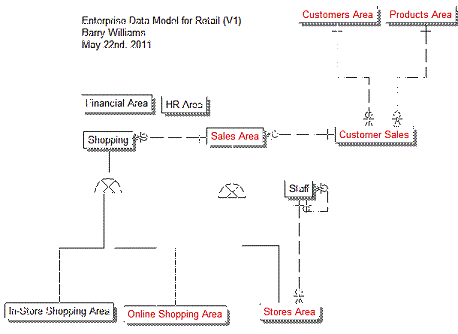 Enterprise Data Model for Retail (V1)
Barry Williams
May 22nd. 2011
Customers Area
Products Area
Financial Area
HR Area
Shopping
Sales Area
Customer Sales
Staff
In-Store Shopping Area
Online Shopping Area
Stores Area